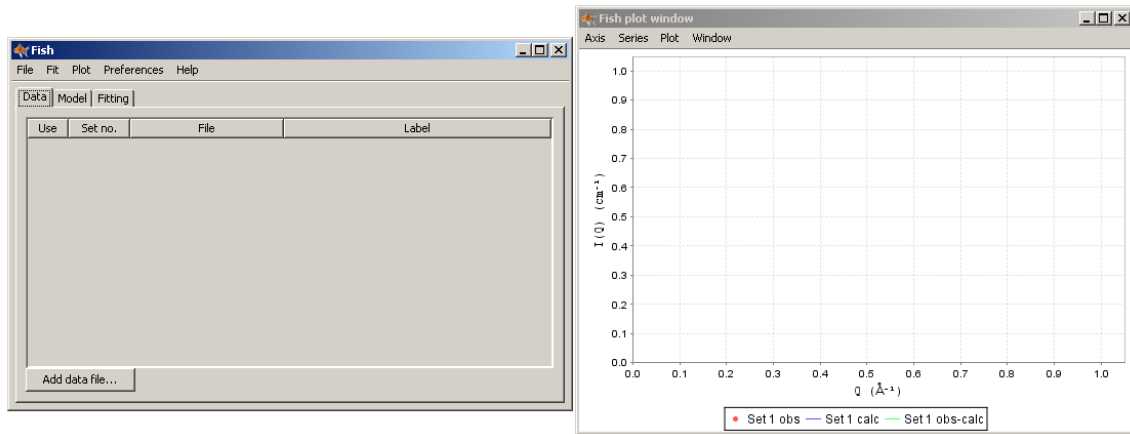 Fish
File Fit Plot Preferences Help
Data Model Fitting
Use Set no. File Label
Add data file...
Fish plot window
Axis Series Plot Window
1.0
0.9
0.8
0.7
0.6
0.5
0.4
0.3
0.2
0.1
0.0
I(Q) (cm⁻¹)
0.0 0.1 0.2 0.3 0.4 0.5 0.6 0.7 0.8 0.9 1.0
Q (Å⁻¹)
Set 1 obs Set 1 calc Set 1 obs-calc